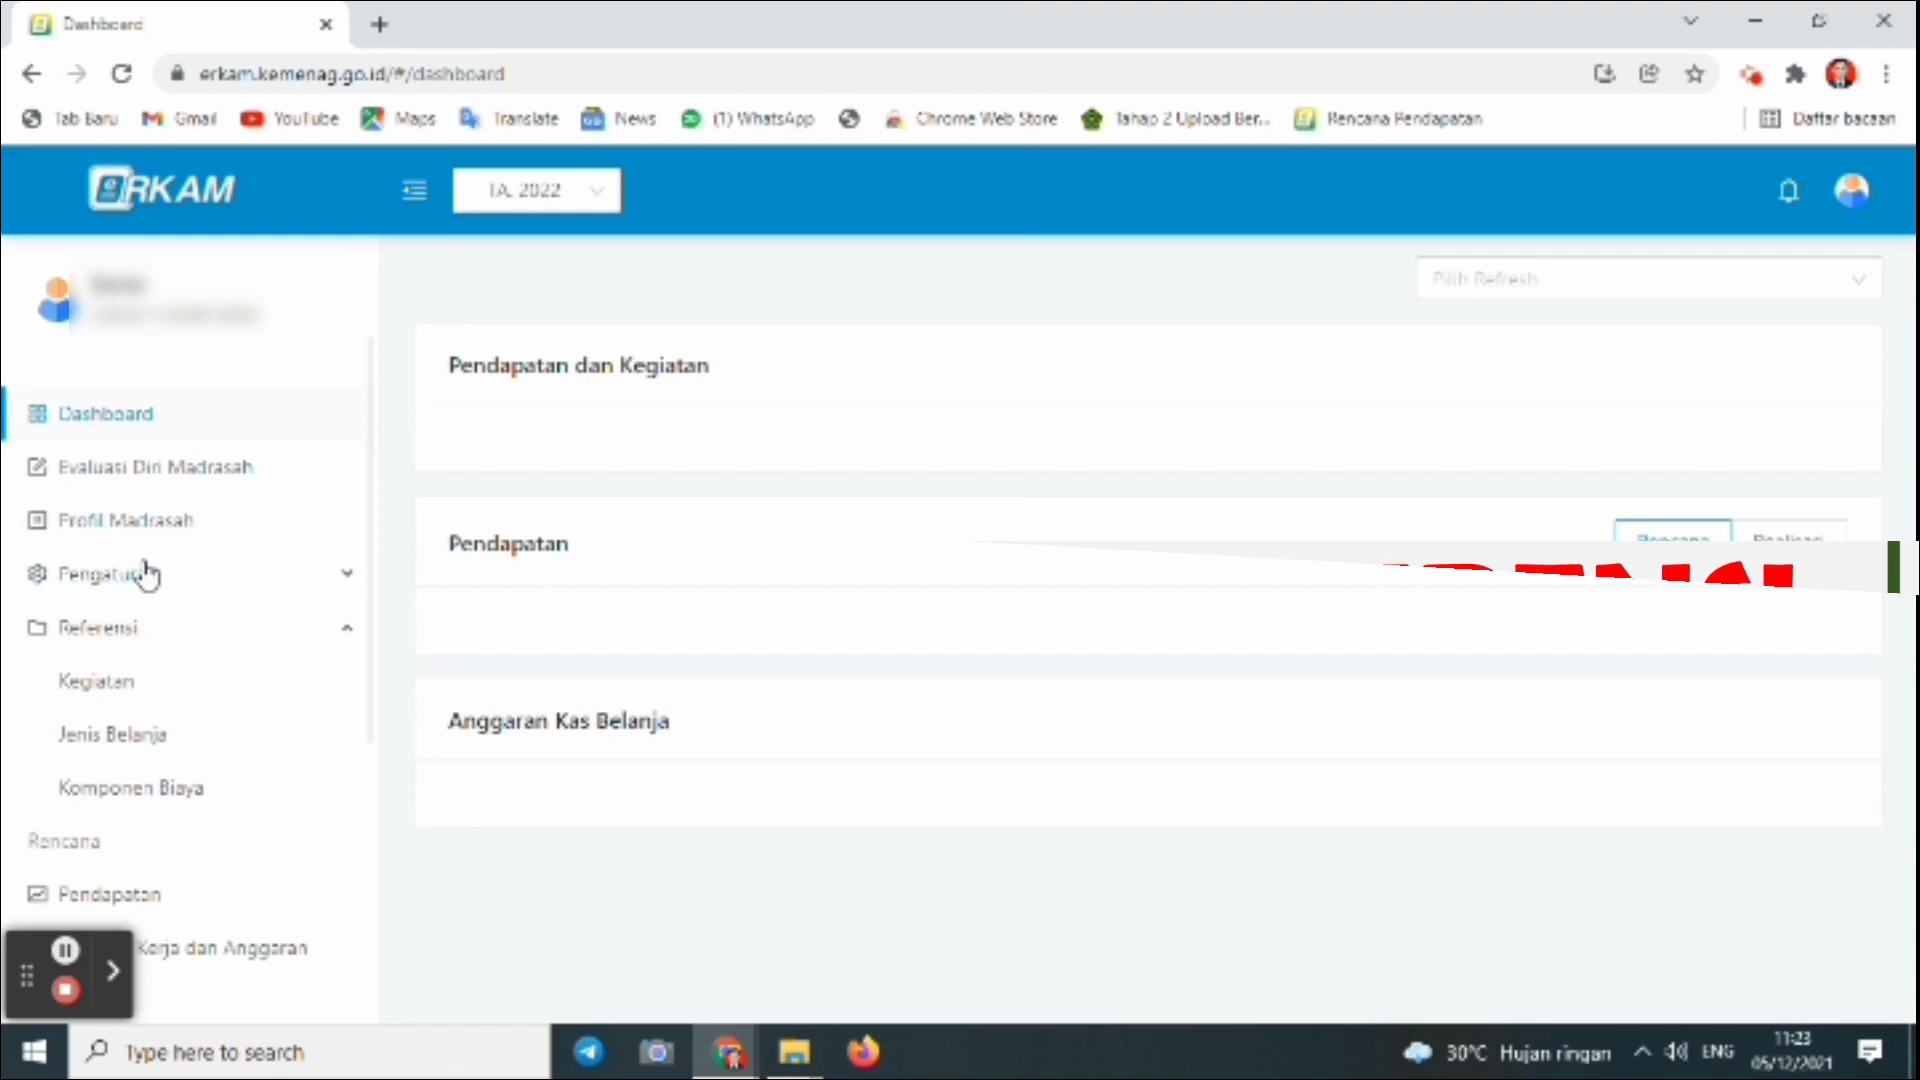 Dashboard
erkam.kemenag.go.id/#/dashboard
Tab Baru
Gmail
YouTube
Maps
Translate
News
(1) WhatsApp
Chrome Web Store
Tahap 2 Upload Ber...
Rencana Pendapatan
Daftar bacaan
eRKAM
TA. 2022
Pilih Refresh
Dashboard
Evaluasi Diri Madrasah
Profil Madrasah
Referensi
Kegiatan
Jenis Belanja
Komponen Biaya
Rencana
Pendapatan
Kerja dan Anggaran
Pendapatan dan Kegiatan
Pendapatan
Rencana
Realisasi
Anggaran Kas Belanja
Type here to search
30°C Hujan ringan
ENG
11:23
05/12/2021